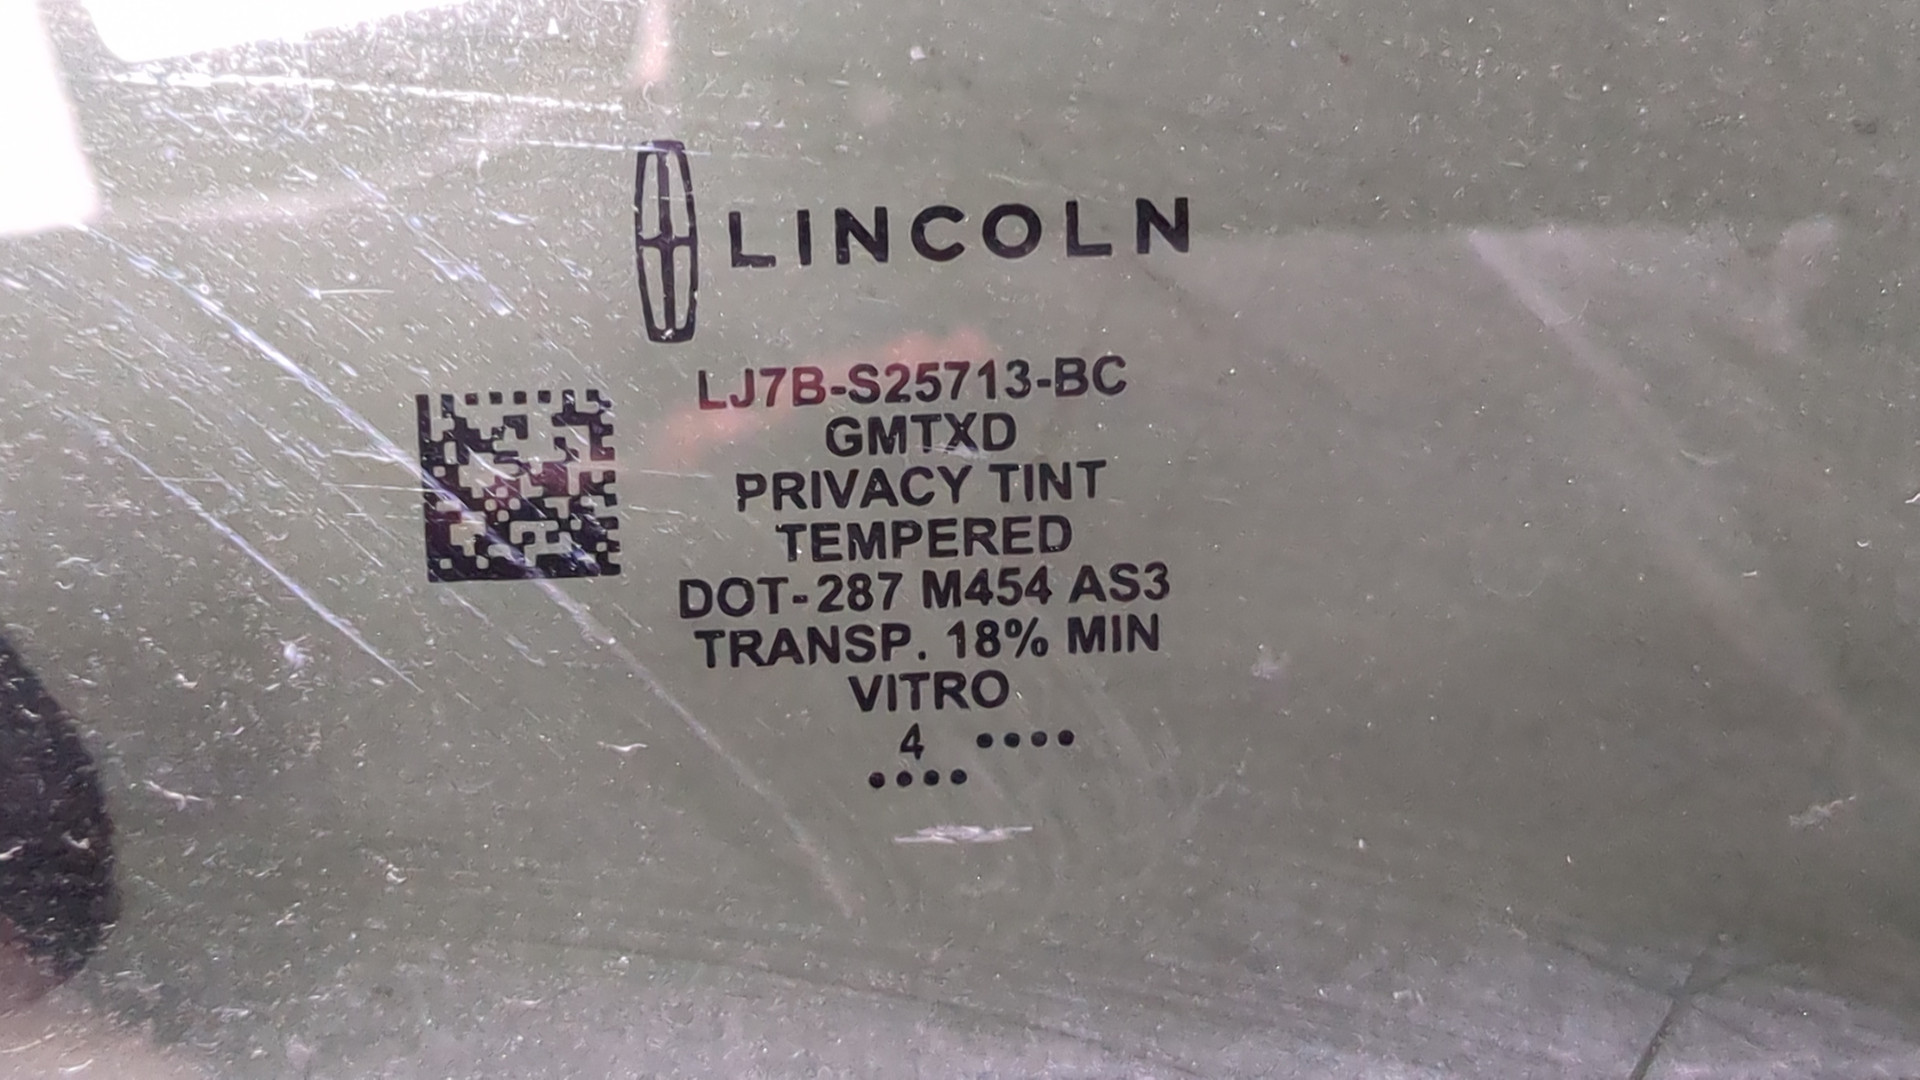 LINCOLN
LJ7B-S25713-BC
GMTXD
PRIVACY TINT
TEMPERED
DOT-287 M454 AS3
TRANSP. 18% MIN
VITRO
4 ••••
••••